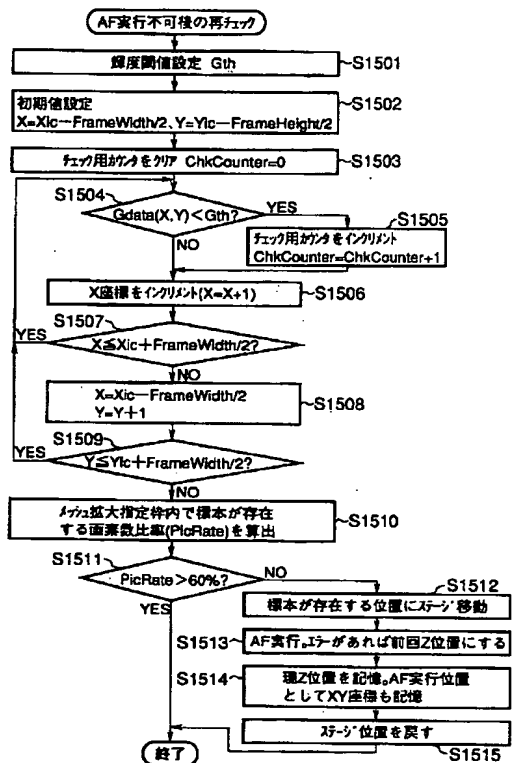 AF実行不可後の再チェック
輝度閾値設定 Gth
S1501
初期値設定
X=XIc−FrameWidth/2、Y=YIc−FrameHeight/2
S1502
チェック用カウンタをクリア ChkCounter=0
S1503
S1504
Gdata(X,Y)<Gth?
YES
NO
S1505
チェック用カウンタをインクリメント
ChkCounter=ChkCounter+1
X座標をインクリメント(X=X+1)
S1506
S1507
YES
X≦Xic+FrameWidth/2?
NO
X=Xic−FrameWidth/2
Y=Y+1
S1508
S1509
YES
Y≦YIc+FrameWidth/2?
NO
メッシュ拡大指定枠内で標本が存在
する画素数比率(PicRate)を算出
S1510
S1511
PicRate>60%?
NO
YES
S1512
標本が存在する位置にステージ移動
S1513
AF実行。エラーがあれば前回Z位置にする
S1514
現Z位置を記憶。AF実行位置
としてXY座標も記憶
ステージ位置を戻す
S1515
終了